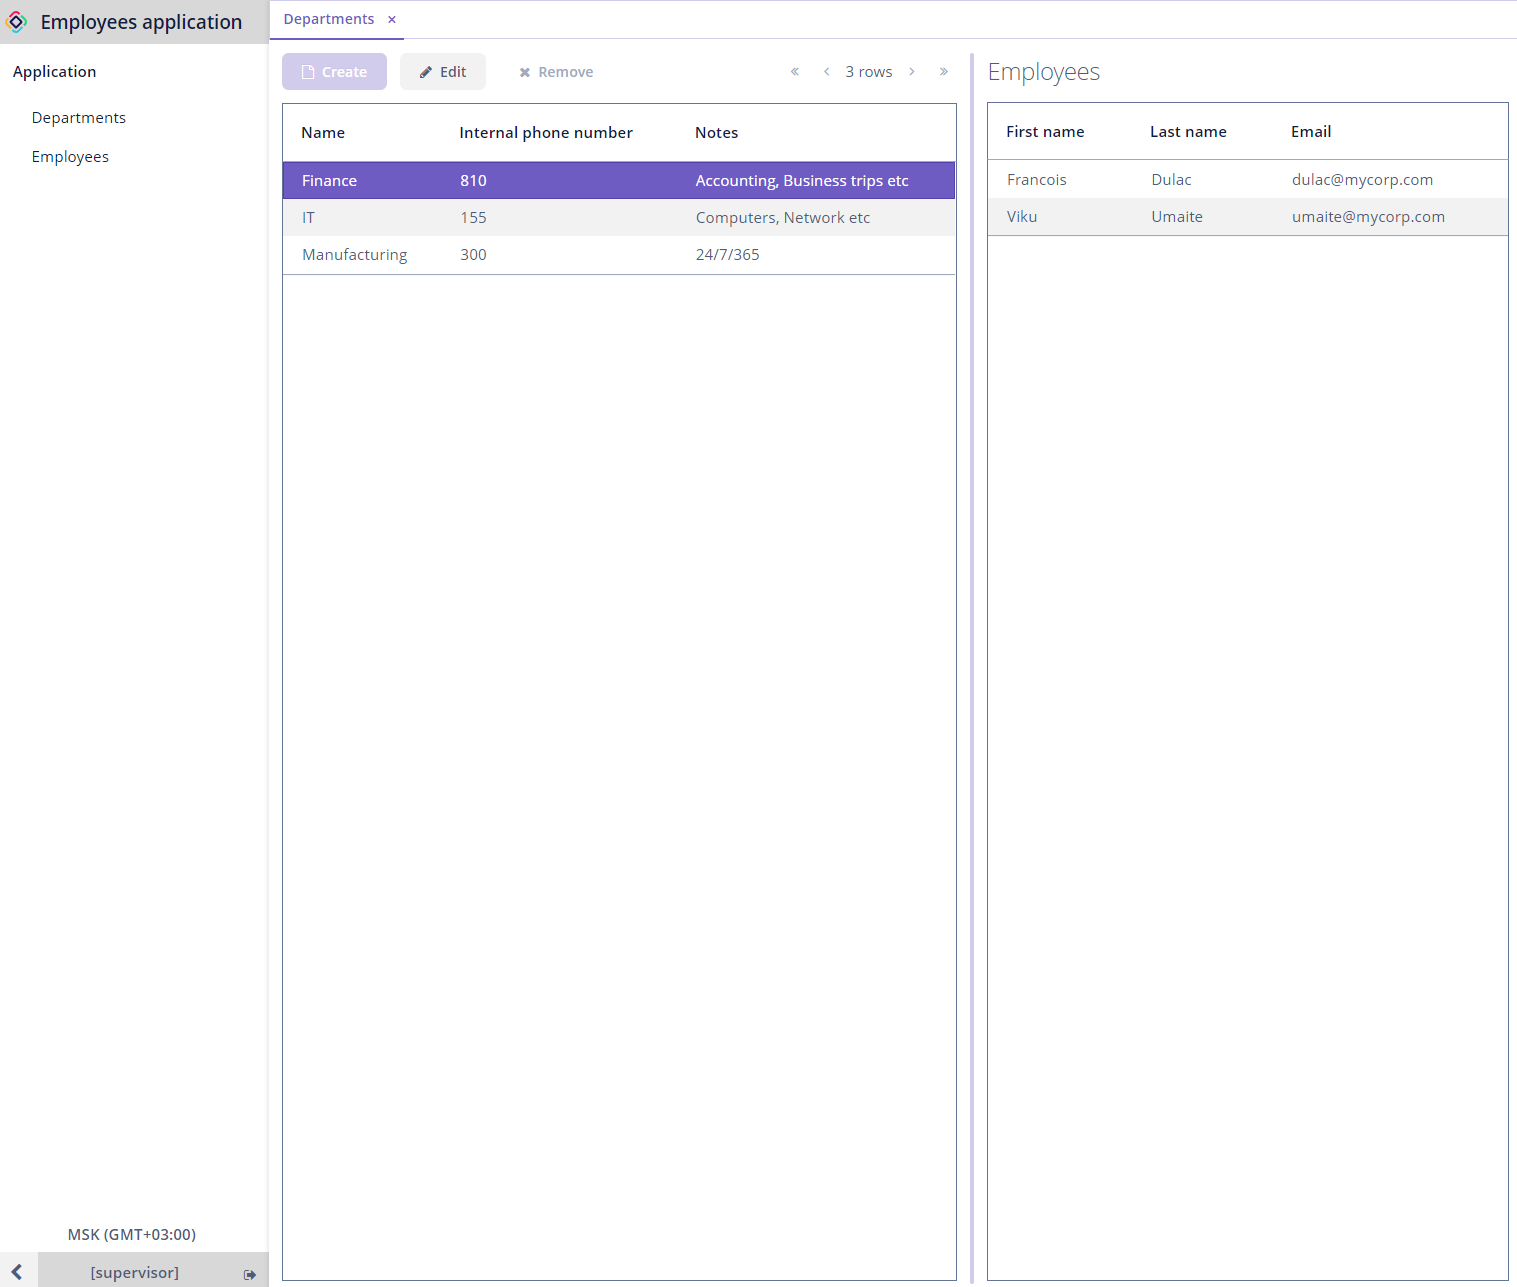 Employees application
Application
Departments
Employees
MSK (GMT+03:00)
[supervisor]
Departments ×
Create Edit Remove « ‹ 3 rows › »
Name Internal phone number Notes
Finance 810 Accounting, Business trips etc
IT 155 Computers, Network etc
Manufacturing 300 24/7/365
Employees
First name Last name Email
Francois Dulac dulac@mycorp.com
Viku Umaite umaite@mycorp.com